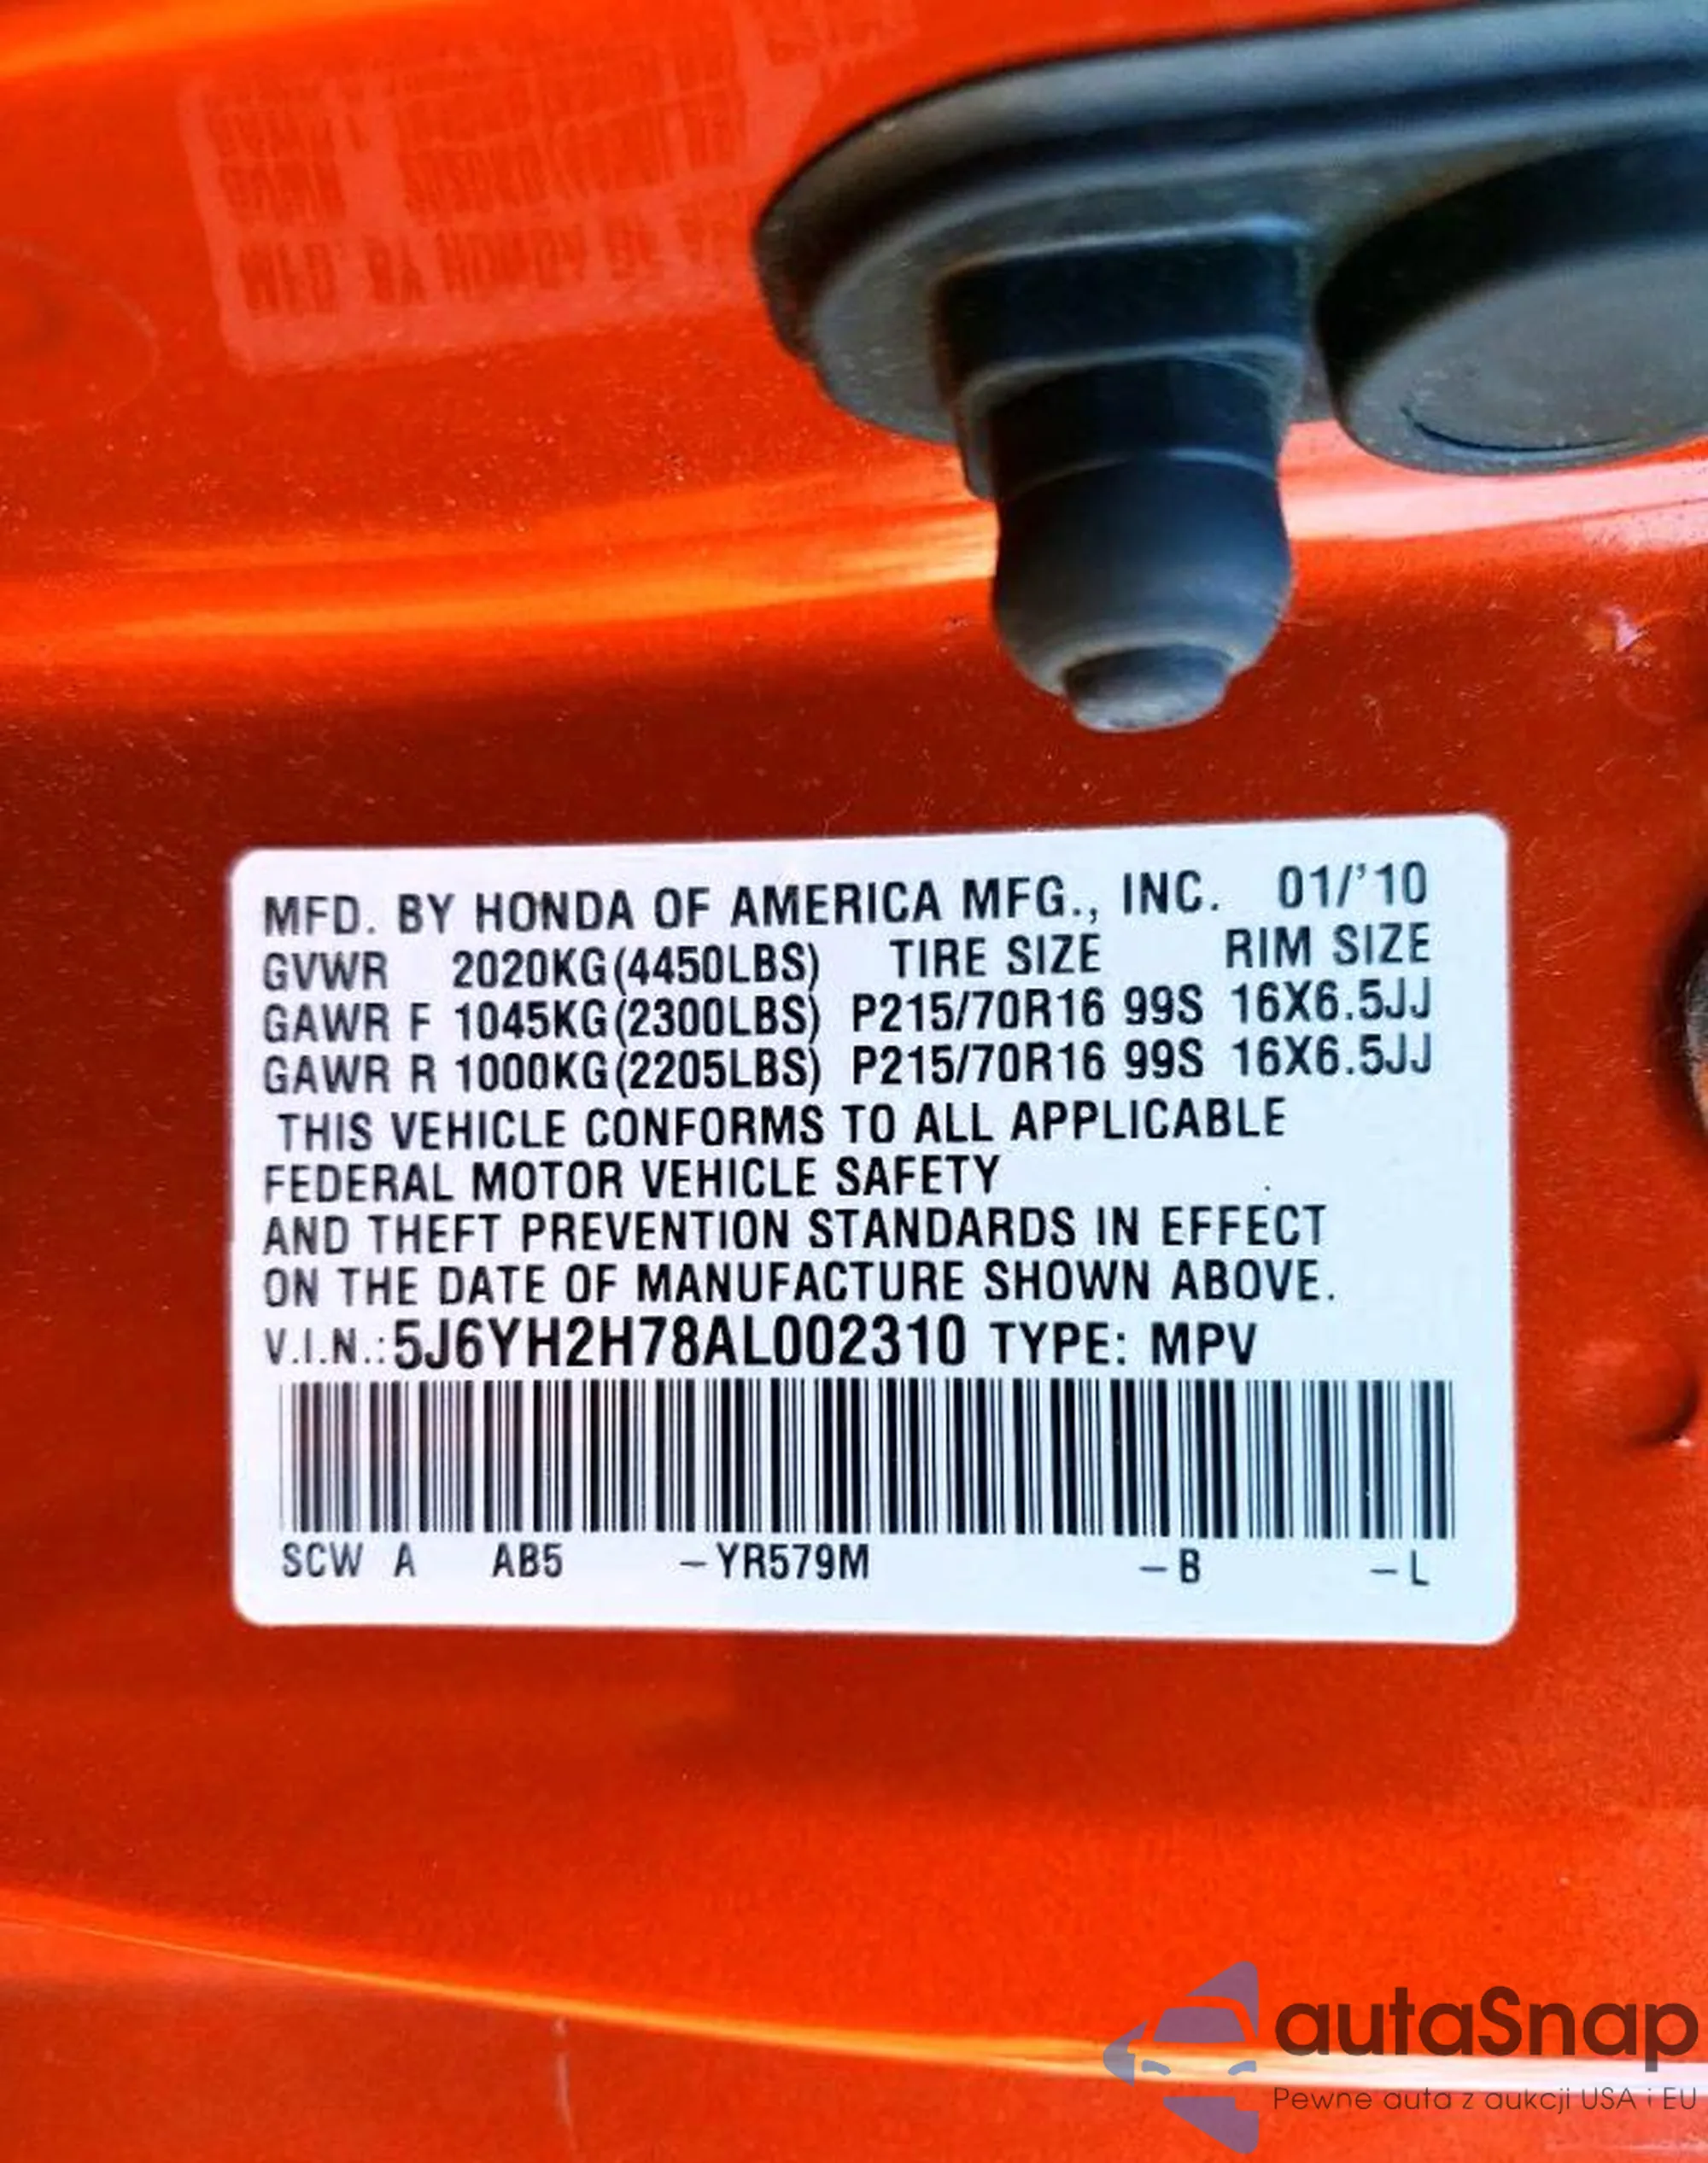 MFD. BY HONDA OF AMERICA MFG., INC. 01/'10
GVWR 2020KG(4450LBS) TIRE SIZE RIM SIZE
GAWR F 1045KG(2300LBS) P215/70R16 99S 16X6.5JJ
GAWR R 1000KG(2205LBS) P215/70R16 99S 16X6.5JJ
THIS VEHICLE CONFORMS TO ALL APPLICABLE
FEDERAL MOTOR VEHICLE SAFETY
AND THEFT PREVENTION STANDARDS IN EFFECT
ON THE DATE OF MANUFACTURE SHOWN ABOVE.
V.I.N.:5J6YH2H78AL002310 TYPE: MPV
SCW A AB5 –YR579M –B –L
autaSnap
Pewne auta z aukcji USA i EU